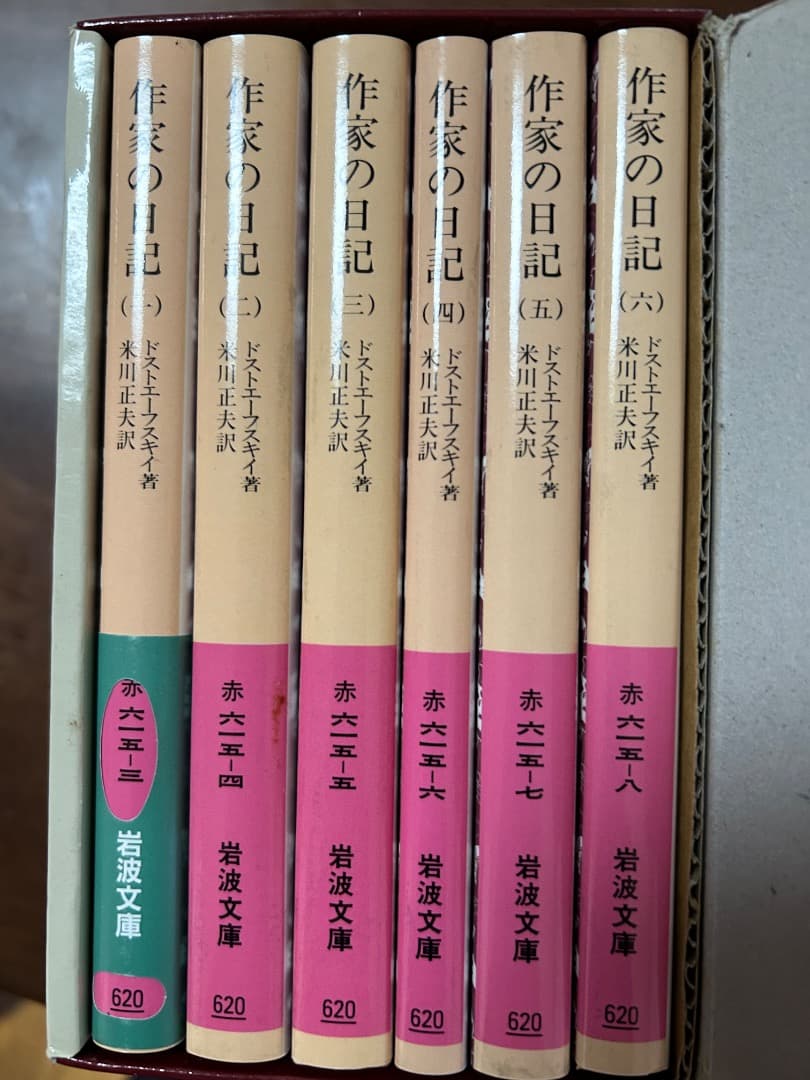 作家の日記(一)
ドストエーフスキイ著
米川正夫訳
赤 六一五-三
岩波文庫
620
作家の日記(二)
ドストエーフスキイ著
米川正夫訳
赤 六一五-四
岩波文庫
620
作家の日記(三)
ドストエーフスキイ著
米川正夫訳
赤 六一五-五
岩波文庫
620
作家の日記(四)
ドストエーフスキイ著
米川正夫訳
赤 六一五-六
岩波文庫
620
作家の日記(五)
ドストエーフスキイ著
米川正夫訳
赤 六一五-七
岩波文庫
620
作家の日記(六)
ドストエーフスキイ著
米川正夫訳
赤 六一五-八
岩波文庫
620